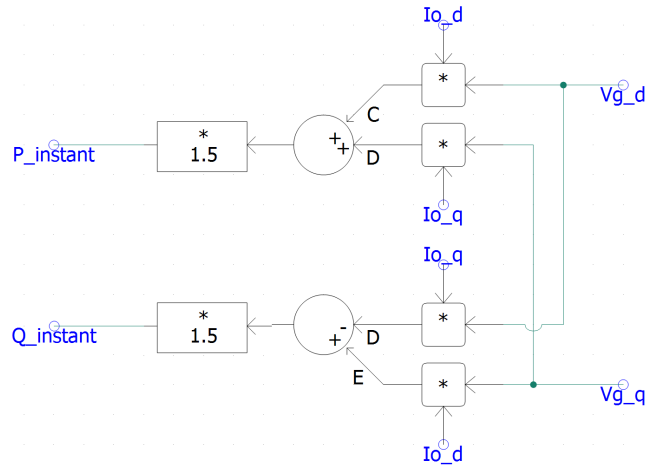 Io_d
*
Vg_d
C
*
1.5
+
+
D
*
P_instant
Io_q
Io_q
*
1.5
-
+
D
*
Q_instant
E
*
Vg_q
Io_d